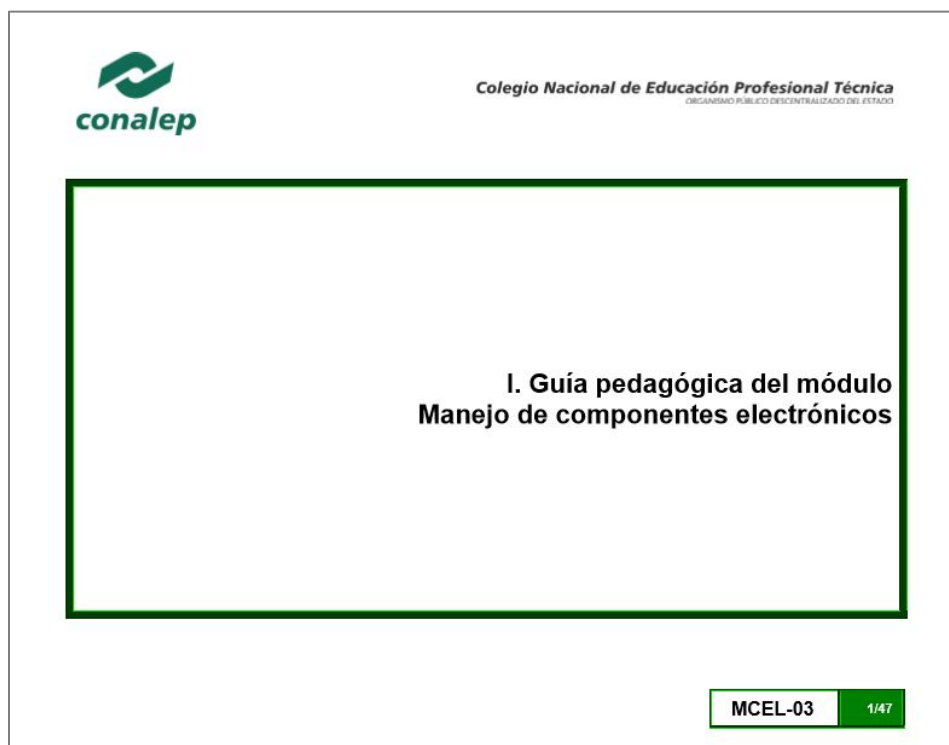 conalep
Colegio Nacional de Educación Profesional Técnica
ORGANISMO PÚBLICO DESCENTRALIZADO DEL ESTADO
I. Guía pedagógica del módulo
Manejo de componentes electrónicos
MCEL-03 1/47